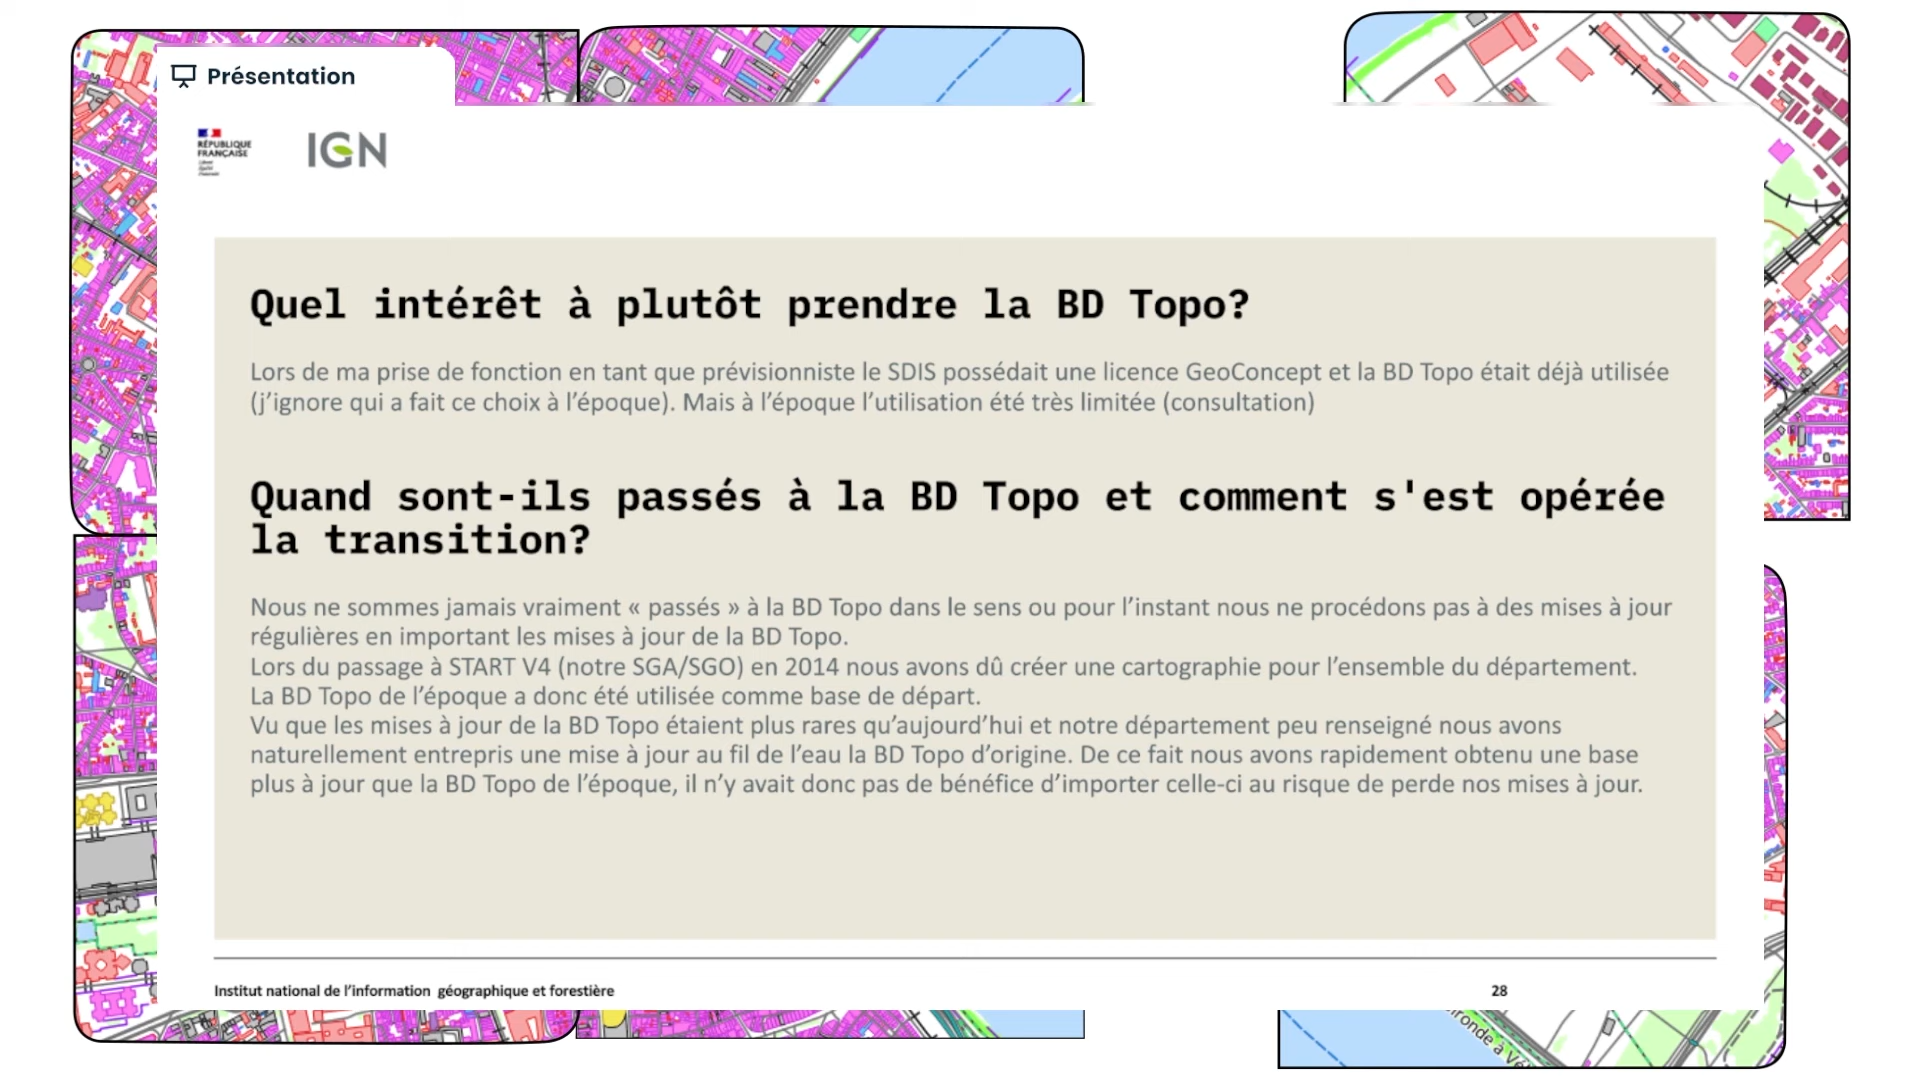 Présentation
RÉPUBLIQUE
FRANÇAISE
IGN
Quel intérêt à plutôt prendre la BD Topo?
Lors de ma prise de fonction en tant que prévisionniste le SDIS possédait une licence GeoConcept et la BD Topo était déjà utilisée
(j’ignore qui a fait ce choix à l’époque). Mais à l’époque l’utilisation été très limitée (consultation)
Quand sont-ils passés à la BD Topo et comment s'est opérée
la transition?
Nous ne sommes jamais vraiment « passés » à la BD Topo dans le sens ou pour l’instant nous ne procédons pas à des mises à jour
régulières en important les mises à jour de la BD Topo.
Lors du passage à START V4 (notre SGA/SGO) en 2014 nous avons dû créer une cartographie pour l’ensemble du département.
La BD Topo de l’époque a donc été utilisée comme base de départ.
Vu que les mises à jour de la BD Topo étaient plus rares qu’aujourd’hui et notre département peu renseigné nous avons
naturellement entrepris une mise à jour au fil de l’eau la BD Topo d’origine. De ce fait nous avons rapidement obtenu une base
plus à jour que la BD Topo de l’époque, il n’y avait donc pas de bénéfice d’importer celle-ci au risque de perde nos mises à jour.
Institut national de l’information géographique et forestière
28